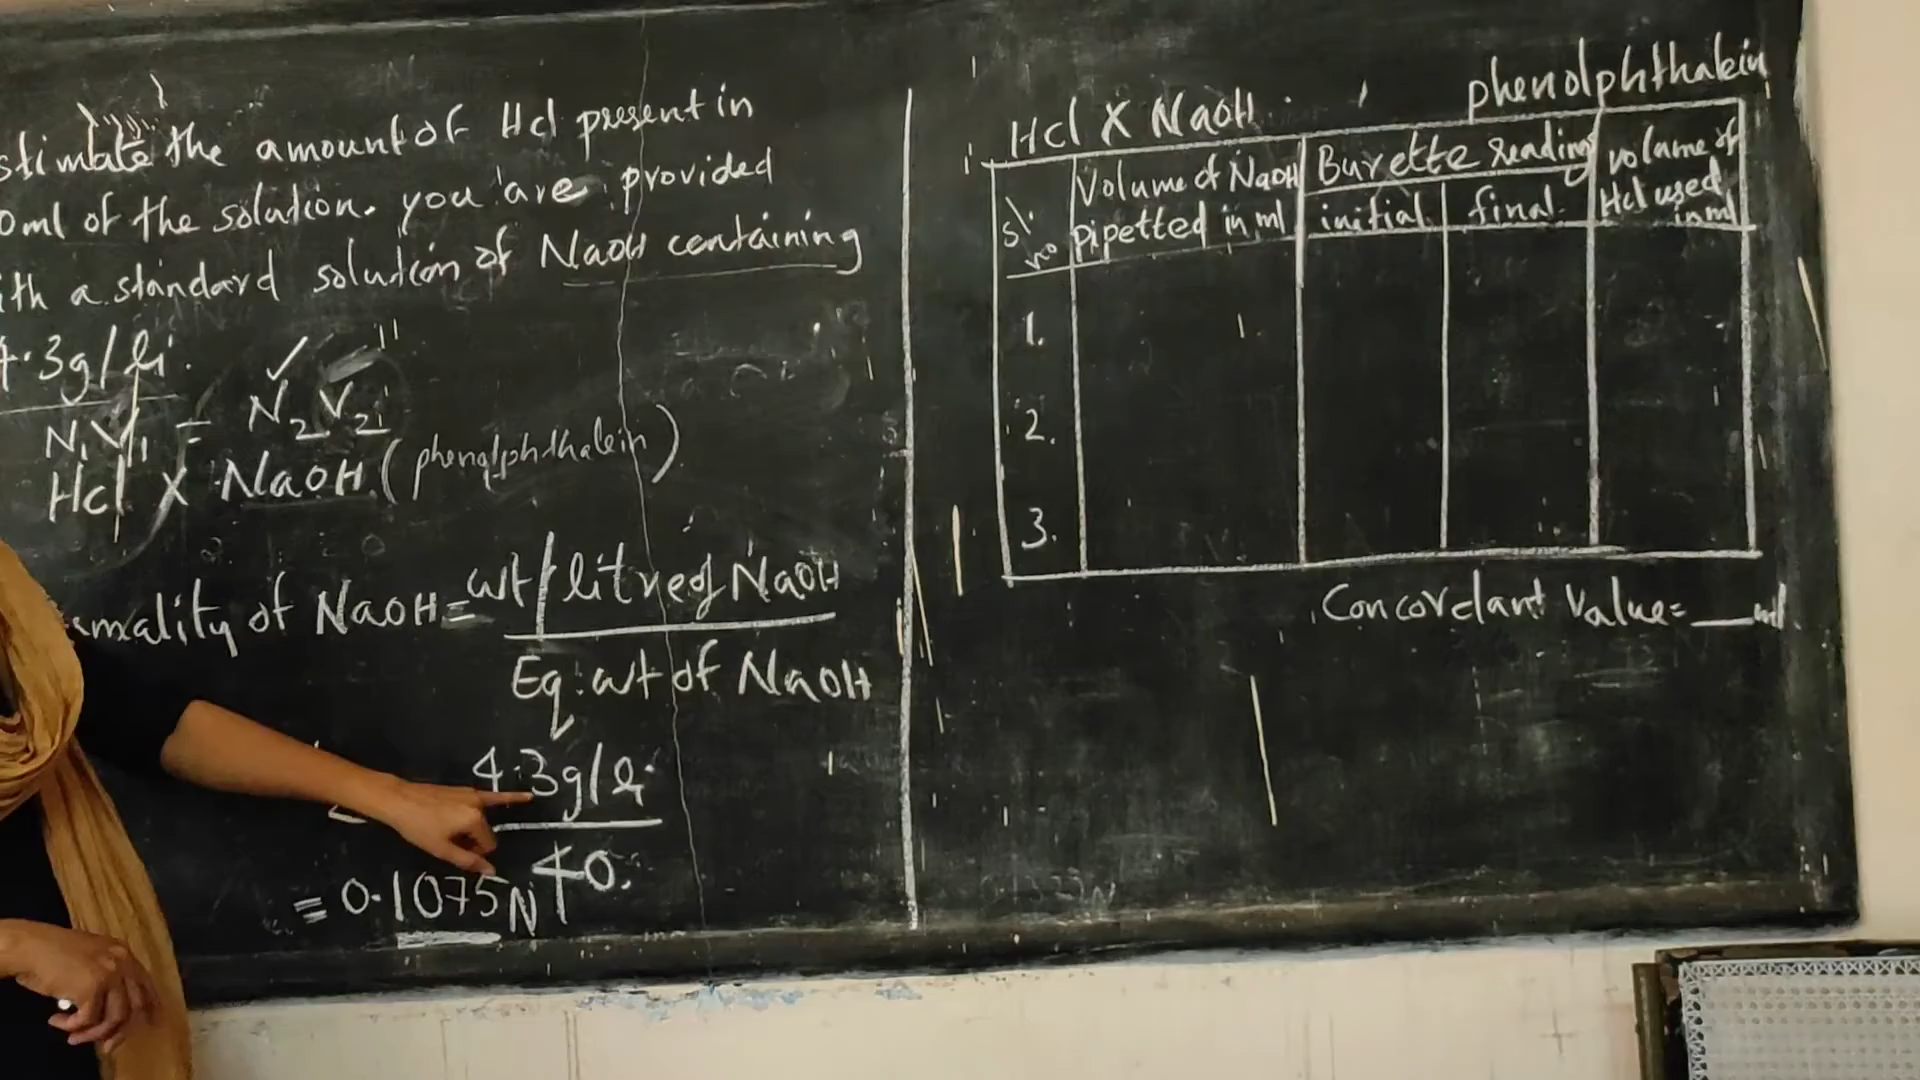 stimate the amount of Hcl present in
0ml of the solution. you are provided
ith a standard solution of NaoH containing
4.3g/li.
N₁V₁ = N₂V₂
Hcl X NaoH (phenolphthalein)
rmality of NaoH = wt/litre of NaoH
Eq:wt of NaoH
4.3g/li
40.
= 0.1075N
phenolphthalein
Hcl X NaoH
Sl. no
Volume of NaoH pipetted in ml
Burette reading
initial
final
volume of Hcl used in ml
1.
2.
3.
Concordant Value= ___ml